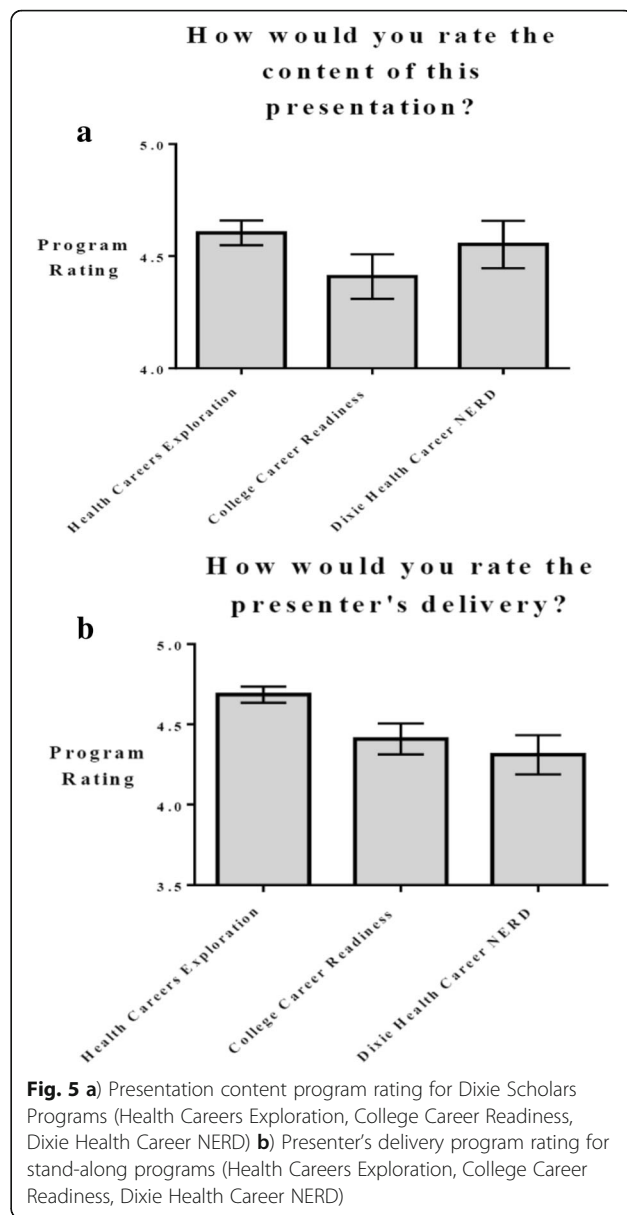 How would you rate the
content of this
presentation?
a
5.0
Program
Rating
4.5
4.0
Health Careers Exploration
College Career Readiness
Dixie Health Career NERD
How would you rate the
presenter's delivery?
b
5.0
4.5
Program
Rating
4.0
3.5
Health Careers Exploration
College Career Readiness
Dixie Health Career NERD
Fig. 5 a) Presentation content program rating for Dixie Scholars
Programs (Health Careers Exploration, College Career Readiness,
Dixie Health Career NERD) b) Presenter's delivery program rating for
stand-along programs (Health Careers Exploration, College Career
Readiness, Dixie Health Career NERD)